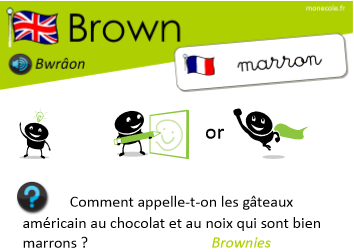 monecole.fr
Brown
Bwrâon
marron
or
Comment appelle-t-on les gâteaux
américain au chocolat et au noix qui sont bien
marrons ? Brownies